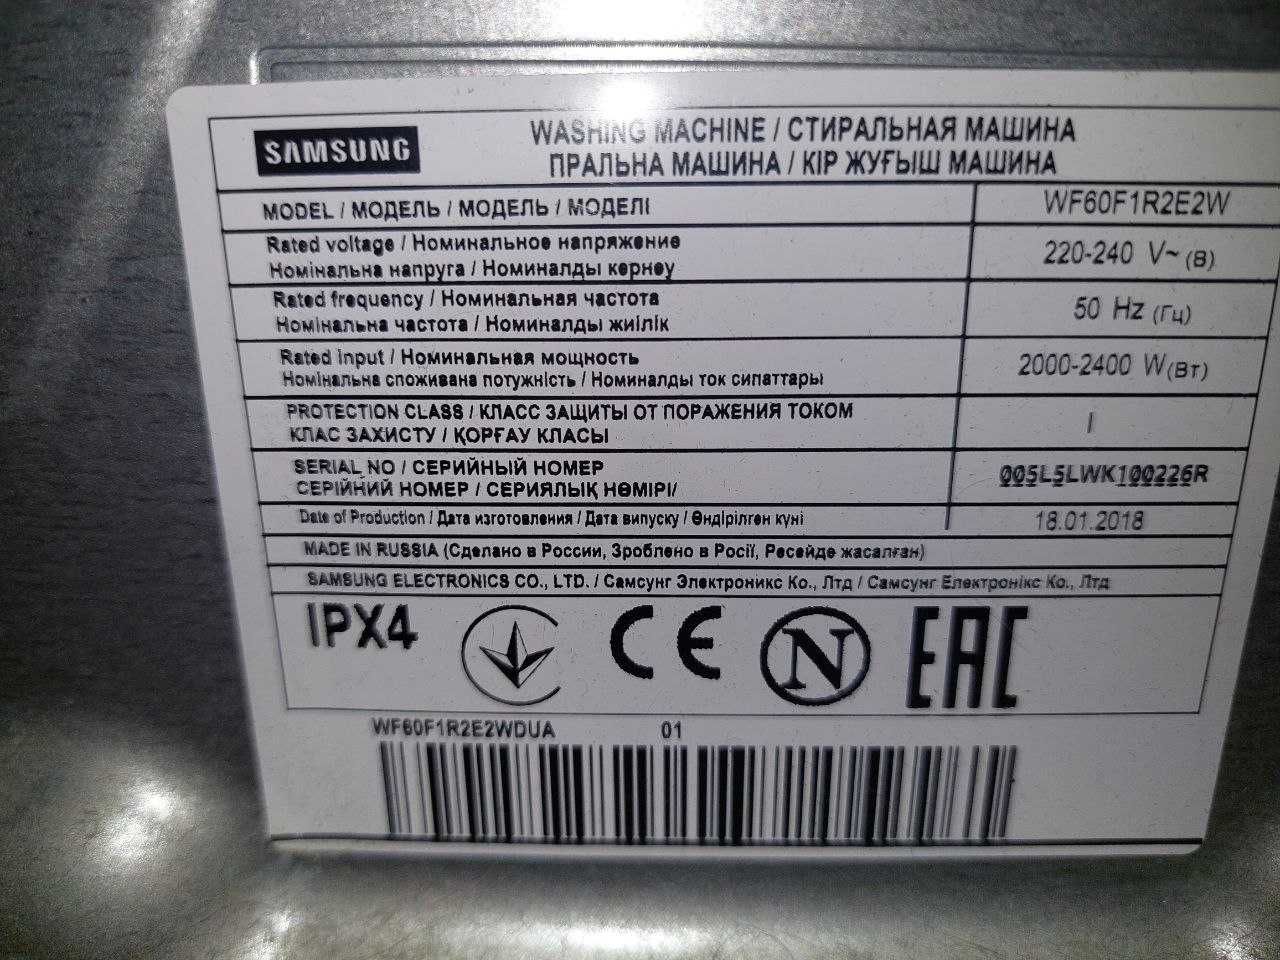 SAMSUNG
WASHING MACHINE / СТИРАЛЬНАЯ МАШИНА
ПРАЛЬНА МАШИНА / КІР ЖУҒЫШ МАШИНА
MODEL / МОДЕЛЬ / МОДЕЛЬ / МОДЕЛІ WF60F1R2E2W
Rated voltage / Номинальное напряжение
Номінальна напруга / Номиналды кернеу 220-240 V~ (В)
Rated frequency / Номинальная частота
Номінальна частота / Номиналды жиілік 50 Hz (Гц)
Rated input / Номинальная мощность
Номінальна споживана потужність / Номиналды ток сипаттары 2000-2400 W(Вт)
PROTECTION CLASS / КЛАСС ЗАЩИТЫ ОТ ПОРАЖЕНИЯ ТОКОМ
КЛАС ЗАХИСТУ / ҚОРҒАУ КЛАСЫ I
SERIAL NO / СЕРИЙНЫЙ НОМЕР
СЕРІЙНИЙ НОМЕР / СЕРИЯЛЫҚ НӨМІРІ/ 005L5LWK100226R
Date of Production / Дата изготовления / Дата випуску / Өндірілген күні 18.01.2018
MADE IN RUSSIA (Сделано в России, Зроблено в Росії, Ресейде жасалған)
SAMSUNG ELECTRONICS CO., LTD. / Самсунг Электроникс Ко., Лтд / Самсунг Електронікс Ко., Лтд
IPX4 CE N EAC
WF60F1R2E2WDUA 01